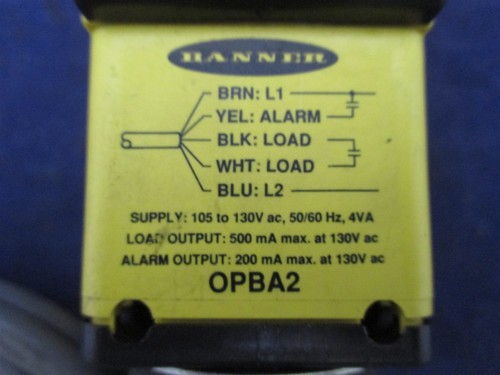 BANNER
BRN: L1
YEL: ALARM
BLK: LOAD
WHT: LOAD
BLU: L2
SUPPLY: 105 to 130V ac, 50/60 Hz, 4VA
LOAD OUTPUT: 500 mA max. at 130V ac
ALARM OUTPUT: 200 mA max. at 130V ac
OPBA2